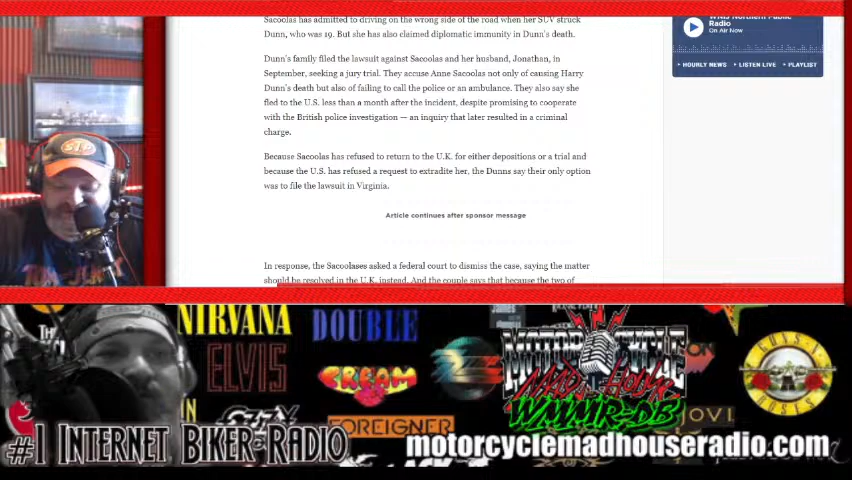 Sacoolas has admitted to driving on the wrong side of the road when her SUV struck
Dunn, who was 19. But she has also claimed diplomatic immunity in Dunn's death.
Dunn's family filed the lawsuit against Sacoolas and her husband, Jonathan, in
September, seeking a jury trial. They accuse Anne Sacoolas not only of causing Harry
Dunn's death but also of failing to call the police or an ambulance. They also say she
fled to the U.S. less than a month after the incident, despite promising to cooperate
with the British police investigation — an inquiry that later resulted in a criminal
charge.
Because Sacoolas has refused to return to the U.K. for either depositions or a trial and
because the U.S. has refused a request to extradite her, the Dunns say their only option
was to file the lawsuit in Virginia.
Article continues after sponsor message
In response, the Sacoolases asked a federal court to dismiss the case, saying the matter
should be resolved in the U.K. instead. And the couple says that because the two of
WNIJ Northern Public
Radio
On Air Now
HOURLY NEWS
LISTEN LIVE
PLAYLIST
STP
NIRVANA
DOUBLE
ELVIS
CREAM
FOREIGNER
MOTORCYCLE
MAD HOUSE
WMMR-DB
GUNS N
ROSES
#1 INTERNET BIKER RADIO
motorcyclemadhouseradio.com